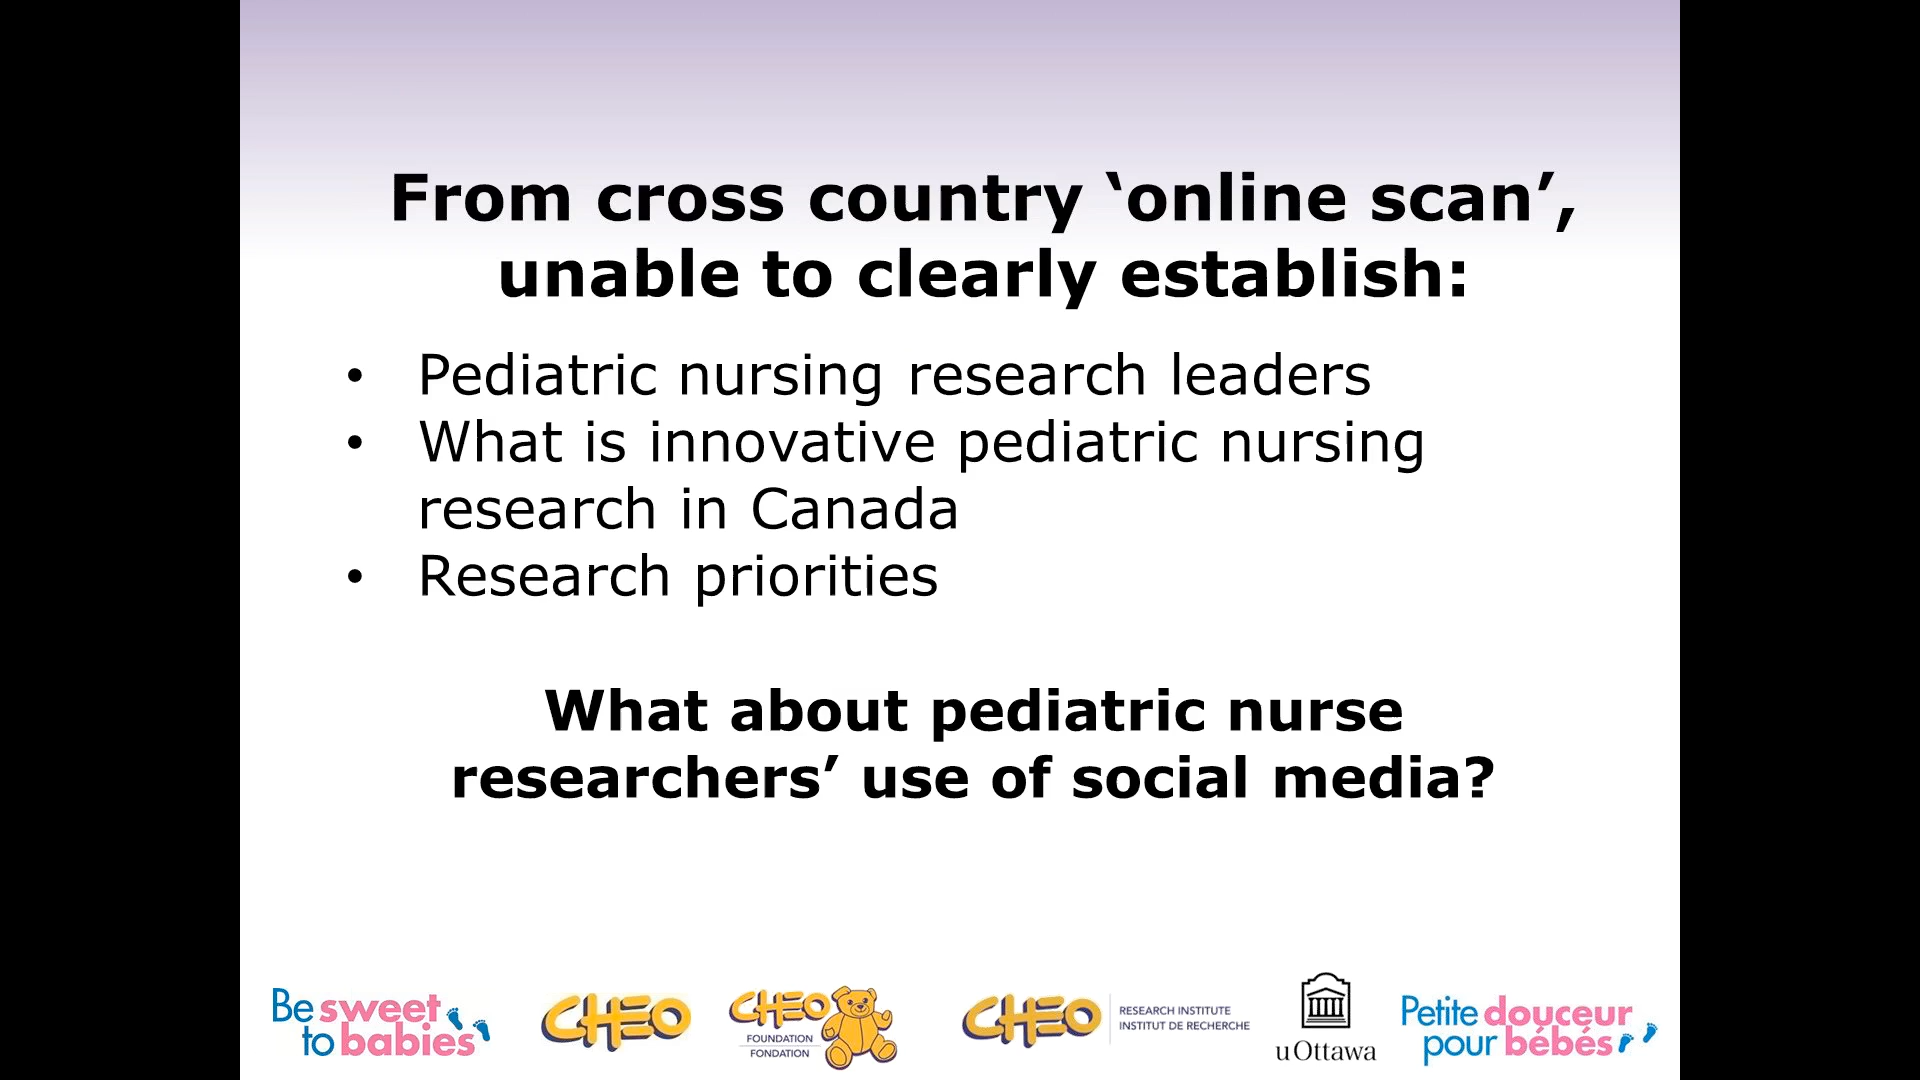 From cross country ‘online scan’,
unable to clearly establish:
• Pediatric nursing research leaders
• What is innovative pediatric nursing
research in Canada
• Research priorities
What about pediatric nurse
researchers’ use of social media?
Be sweet
to babies
CHEO
CHEO
FOUNDATION
FONDATION
CHEO
RESEARCH INSTITUTE
INSTITUT DE RECHERCHE
uOttawa
Petite douceur
pour bébés